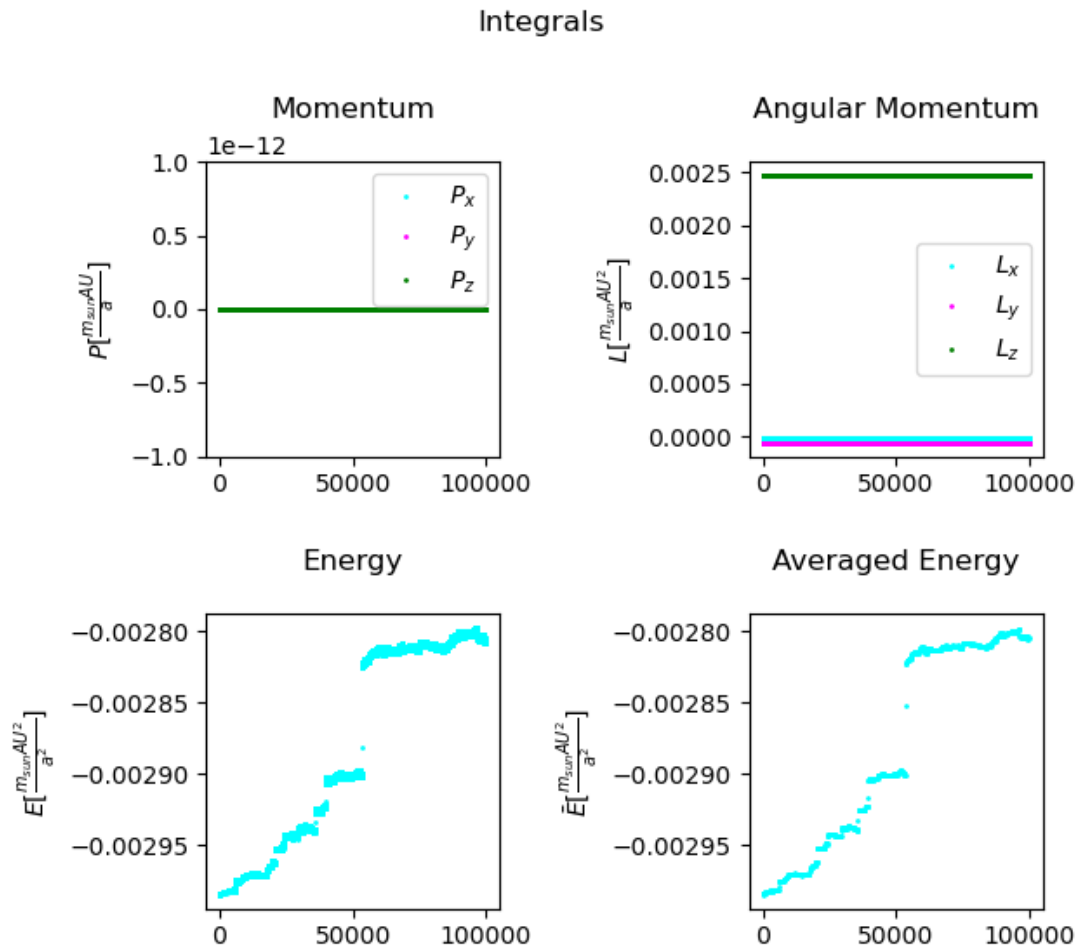 Integrals
Momentum
1e−12
1.0
0.5
0.0
−0.5
−1.0
P[m_sun AU/a]
P_x
P_y
P_z
0 50000 100000
Angular Momentum
0.0025
0.0020
0.0015
0.0010
0.0005
0.0000
L[m_sun AU²/a]
L_x
L_y
L_z
0 50000 100000
Energy
−0.00280
−0.00285
−0.00290
−0.00295
E[m_sun AU²/a²]
0 50000 100000
Averaged Energy
−0.00280
−0.00285
−0.00290
−0.00295
Ē[m_sun AU²/a²]
0 50000 100000